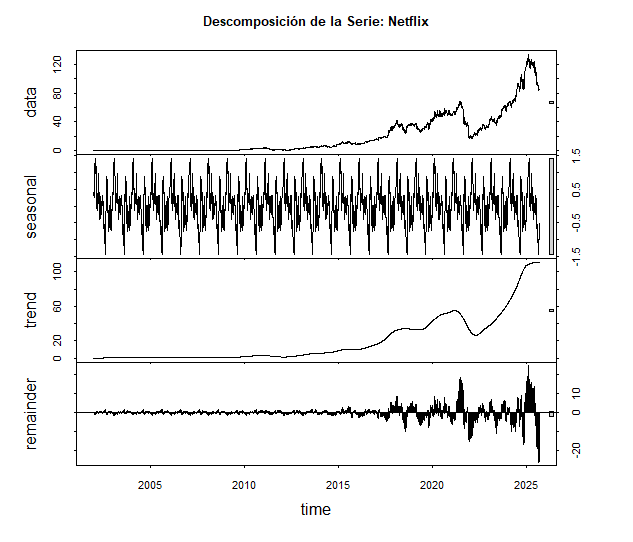 Descomposición de la Serie: Netflix
data
0 40 80 120
seasonal
-1.5 -0.5 0.5 1.5
trend
0 20 60 100
remainder
-20 0 10
2005 2010 2015 2020 2025
time